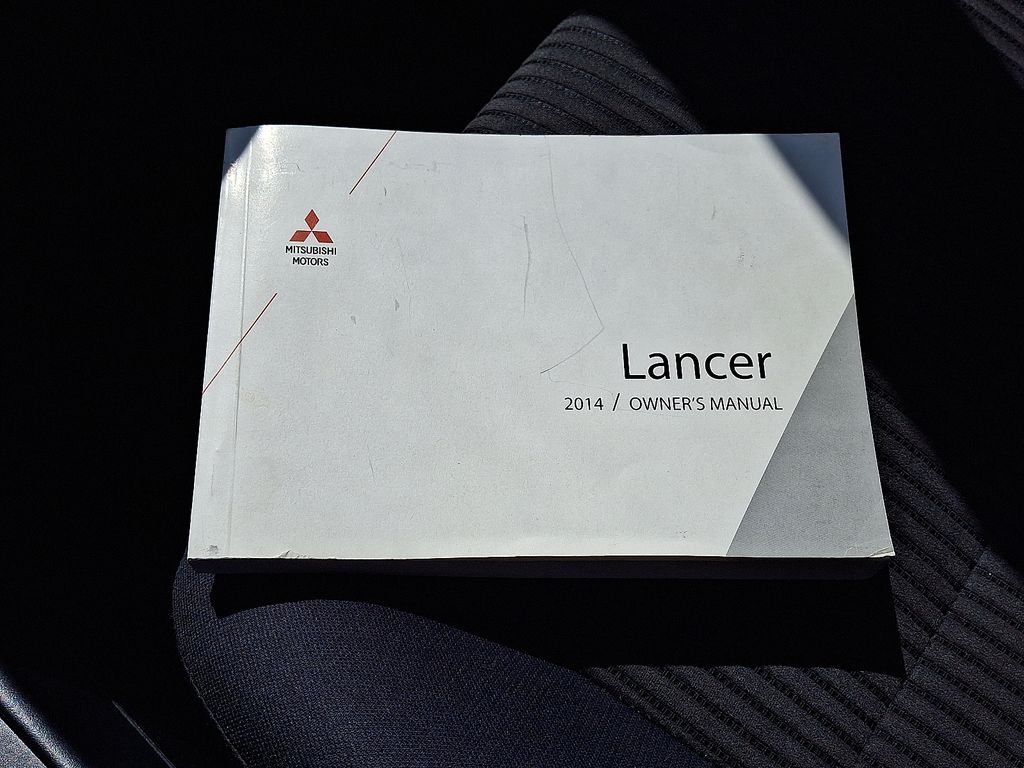 MITSUBISHI
MOTORS
Lancer
2014 / OWNER'S MANUAL